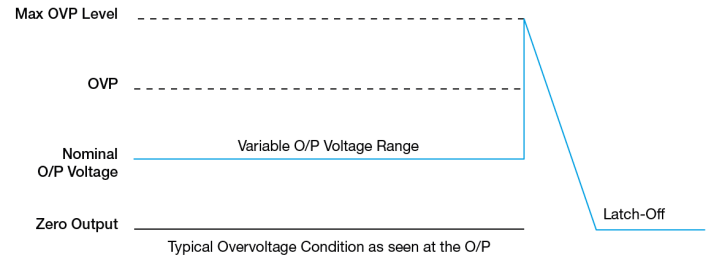 Max OVP Level
OVP
Variable O/P Voltage Range
Nominal
O/P Voltage
Latch-Off
Zero Output
Typical Overvoltage Condition as seen at the O/P